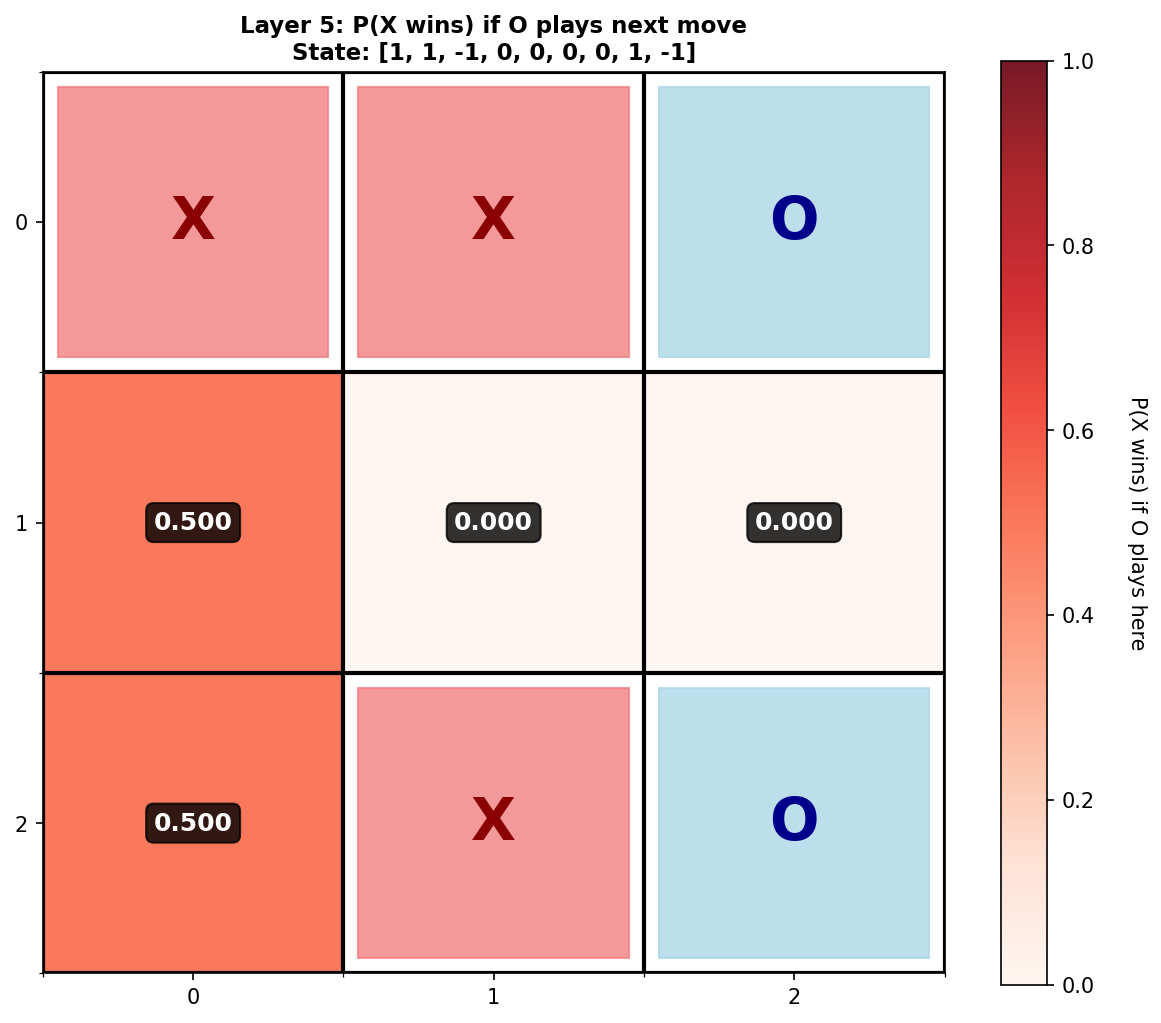 Layer 5: P(X wins) if O plays next move
State: [1, 1, -1, 0, 0, 0, 0, 1, -1]
X
X
O
0.500
0.000
0.000
0.500
X
O
0
1
2
0
1
2
1.0
0.8
0.6
0.4
0.2
0.0
P(X wins) if O plays here